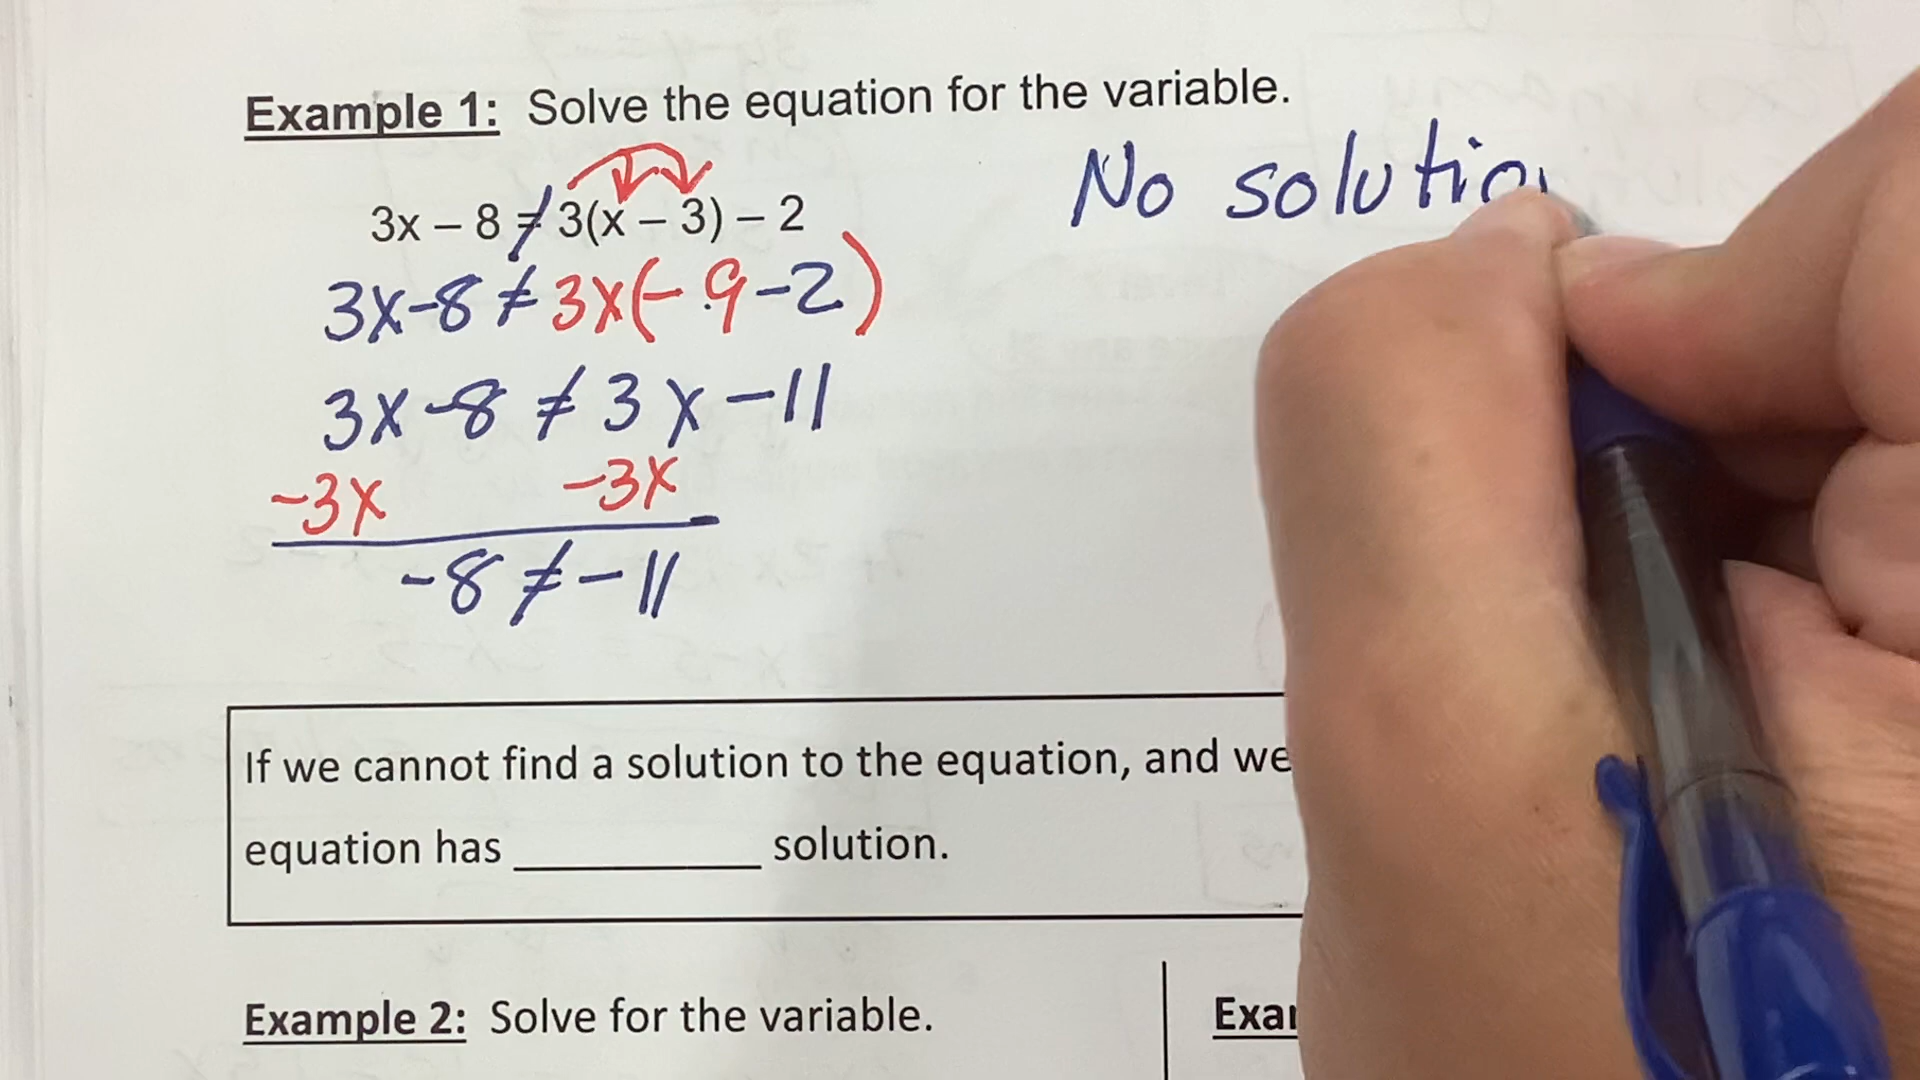 Example 1: Solve the equation for the variable.
No solution
3x – 8 ≠ 3(x – 3) – 2
3x-8 ≠ 3x(-9-2)
3x-8 ≠ 3x-11
-3x -3x
-8 ≠ -11
If we cannot find a solution to the equation, and we
equation has __________ solution.
Example 2: Solve for the variable.